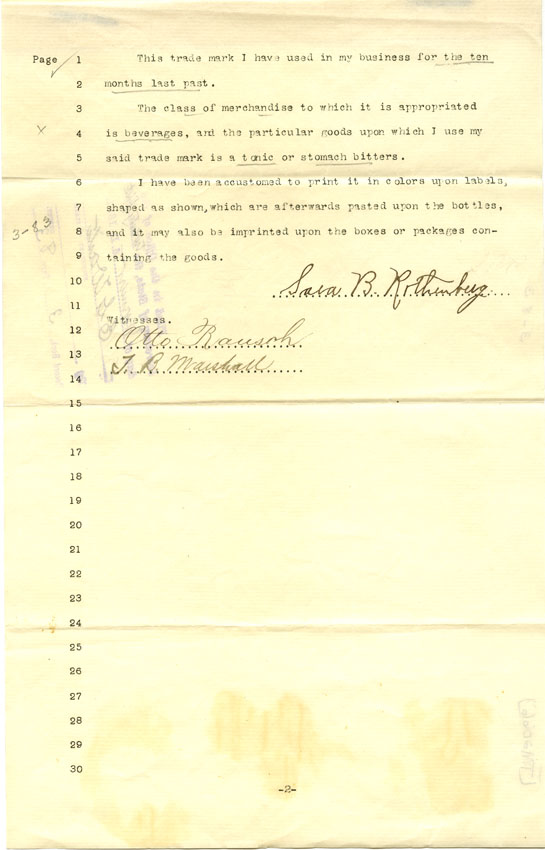 Page 1 This trade mark I have used in my business for the ten
2 months last past.
3 The class of merchandise to which it is appropriated
x 4 is beverages, and the particular goods upon which I use my
5 said trade mark is a tonic or stomach bitters.
6 I have been accustomed to print it in colors upon labels,
7 shaped as shown, which are afterwards pasted upon the bottles,
3-83 8 and it may also be imprinted upon the boxes or packages con-
9 taining the goods.
10 Sara B. Rothenberg
11 Witnesses.
12 Otto Rausch
13 T. B. Marshall
14
15
16
17
18
19
20
21
22
23
24
25
26
27
28
29
30
-2-